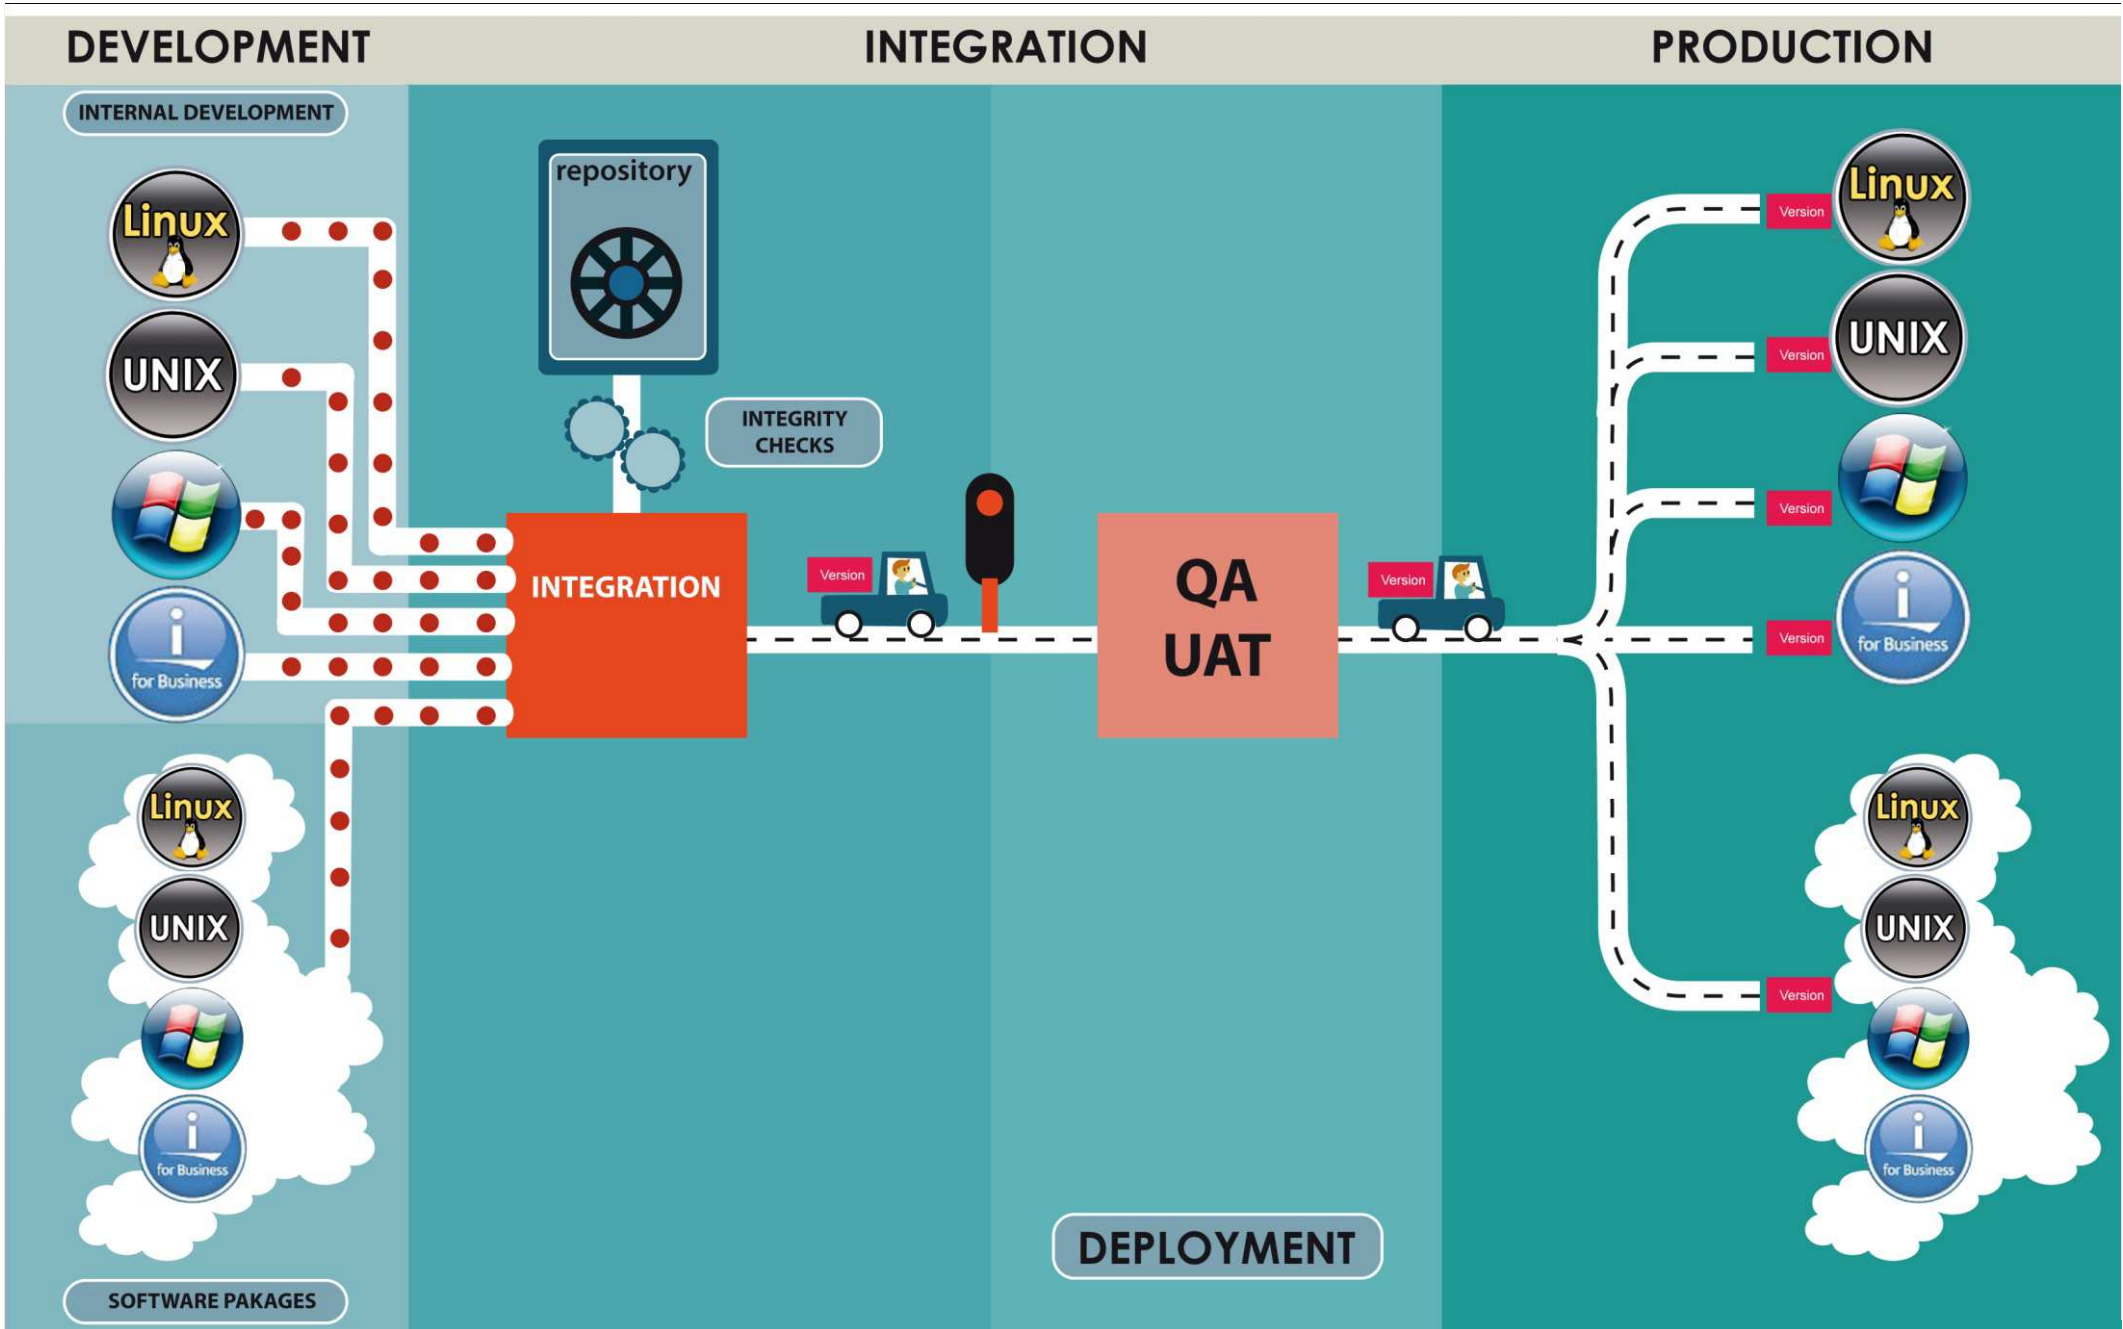 DEVELOPMENT
INTEGRATION
PRODUCTION
INTERNAL DEVELOPMENT
Linux
UNIX
i
for Business
Linux
UNIX
i
for Business
SOFTWARE PAKAGES
repository
INTEGRITY
CHECKS
INTEGRATION
Version
QA
UAT
Version
DEPLOYMENT
Version
Linux
Version
UNIX
Version
Version
i
for Business
Version
Linux
UNIX
i
for Business